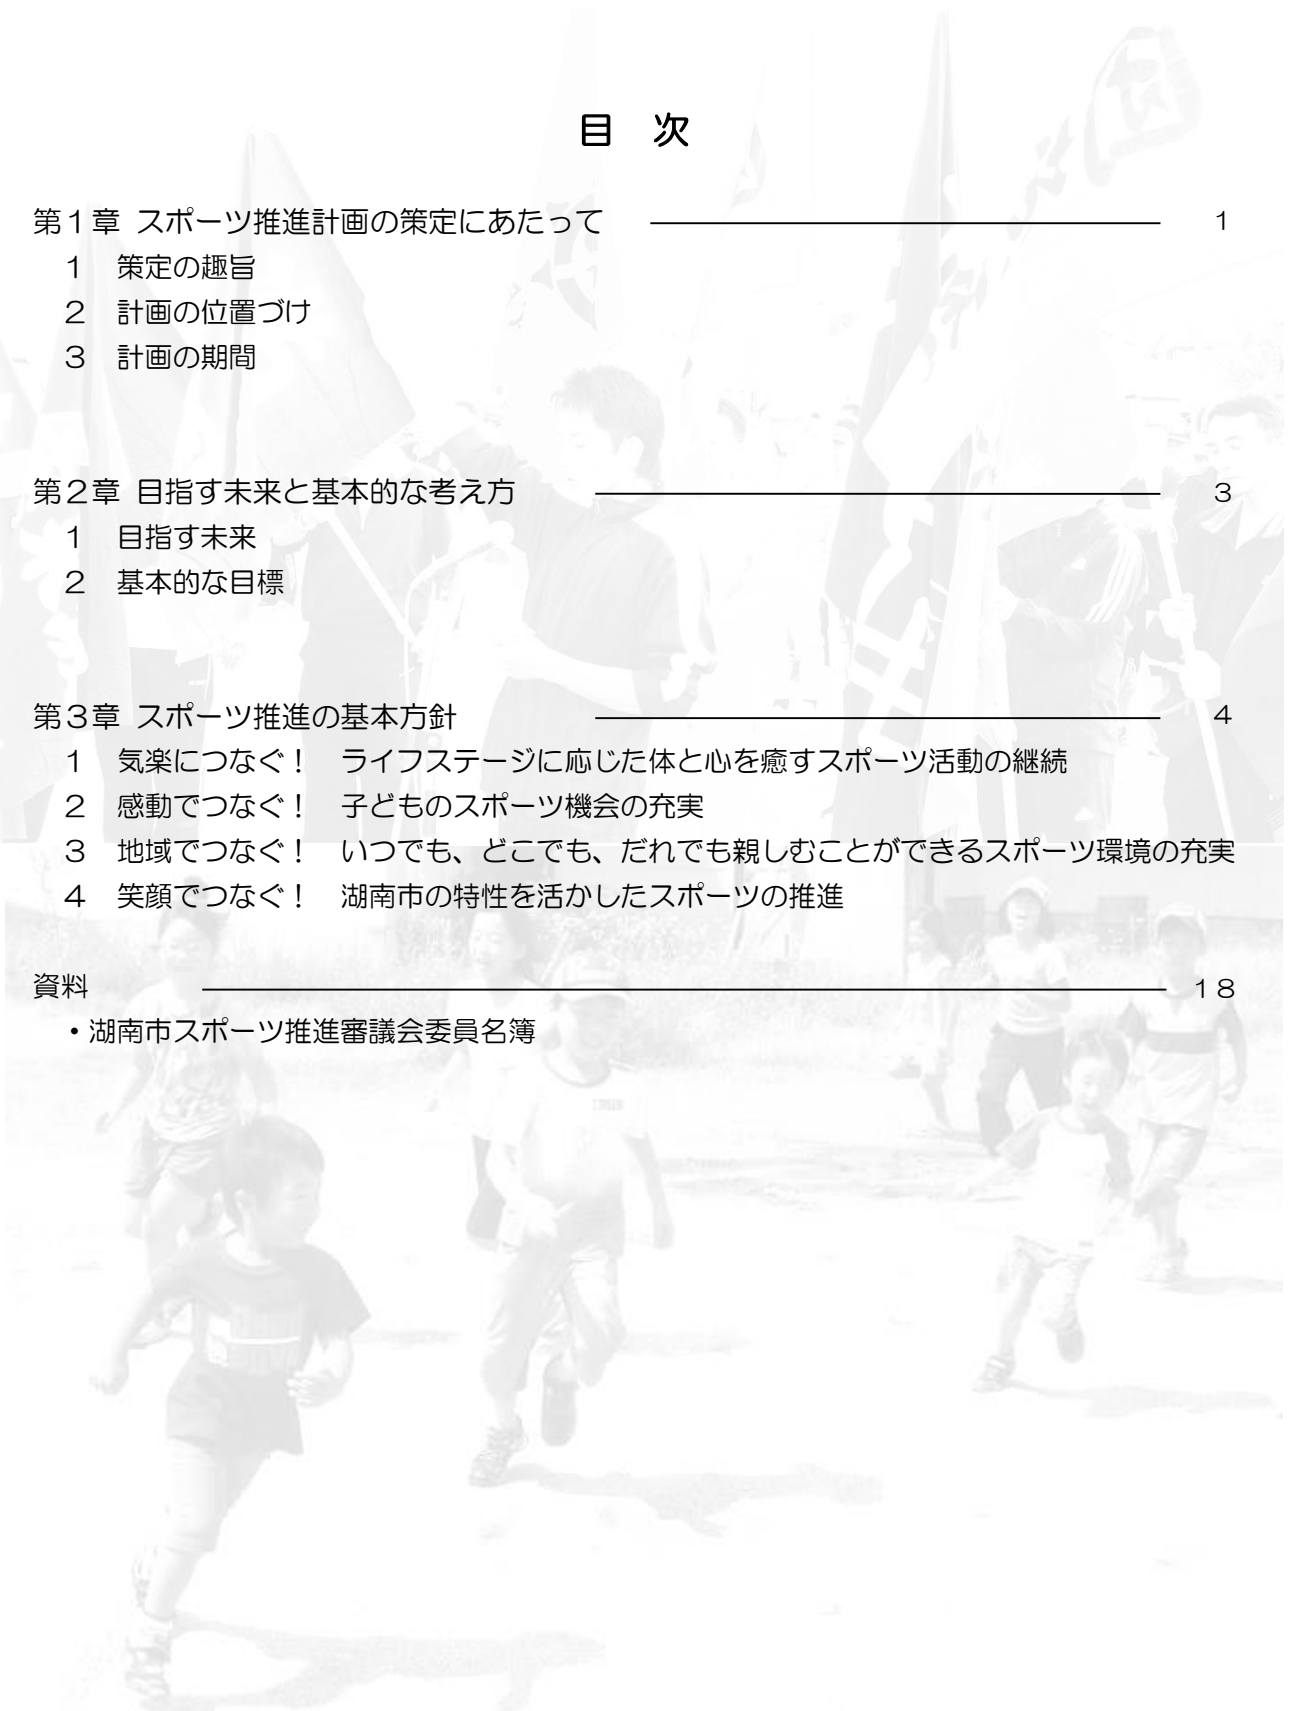 目　次
第１章 スポーツ推進計画の策定にあたって 1
1　策定の趣旨
2　計画の位置づけ
3　計画の期間
第２章 目指す未来と基本的な考え方 3
1　目指す未来
2　基本的な目標
第３章 スポーツ推進の基本方針 4
1　気楽につなぐ！　ライフステージに応じた体と心を癒すスポーツ活動の継続
2　感動でつなぐ！　子どものスポーツ機会の充実
3　地域でつなぐ！　いつでも、どこでも、だれでも親しむことができるスポーツ環境の充実
4　笑顔でつなぐ！　湖南市の特性を活かしたスポーツの推進
資料 18
・湖南市スポーツ推進審議会委員名簿